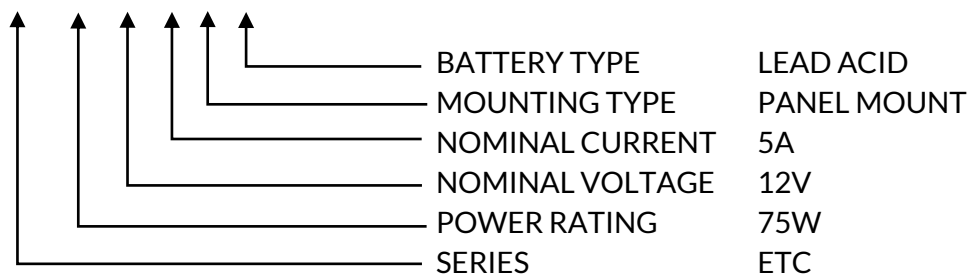 BATTERY TYPE LEAD ACID
MOUNTING TYPE PANEL MOUNT
NOMINAL CURRENT 5A
NOMINAL VOLTAGE 12V
POWER RATING 75W
SERIES ETC